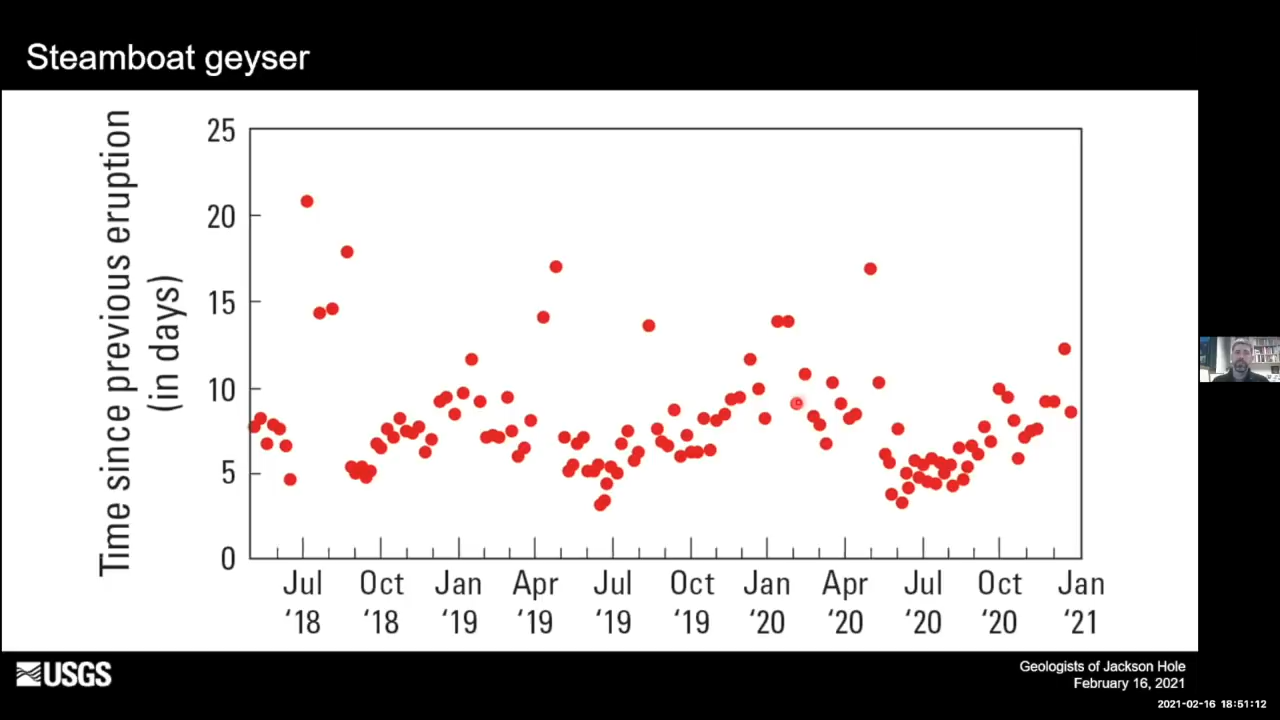 Steamboat geyser
Time since previous eruption
(in days)
25
20
15
10
5
0
Jul Oct Jan Apr Jul Oct Jan Apr Jul Oct Jan
‘18 ‘18 ‘19 ‘19 ‘19 ‘19 ‘20 ‘20 ‘20 ‘20 ‘21
USGS
Geologists of Jackson Hole
February 16, 2021
2021-02-16 18:51:12